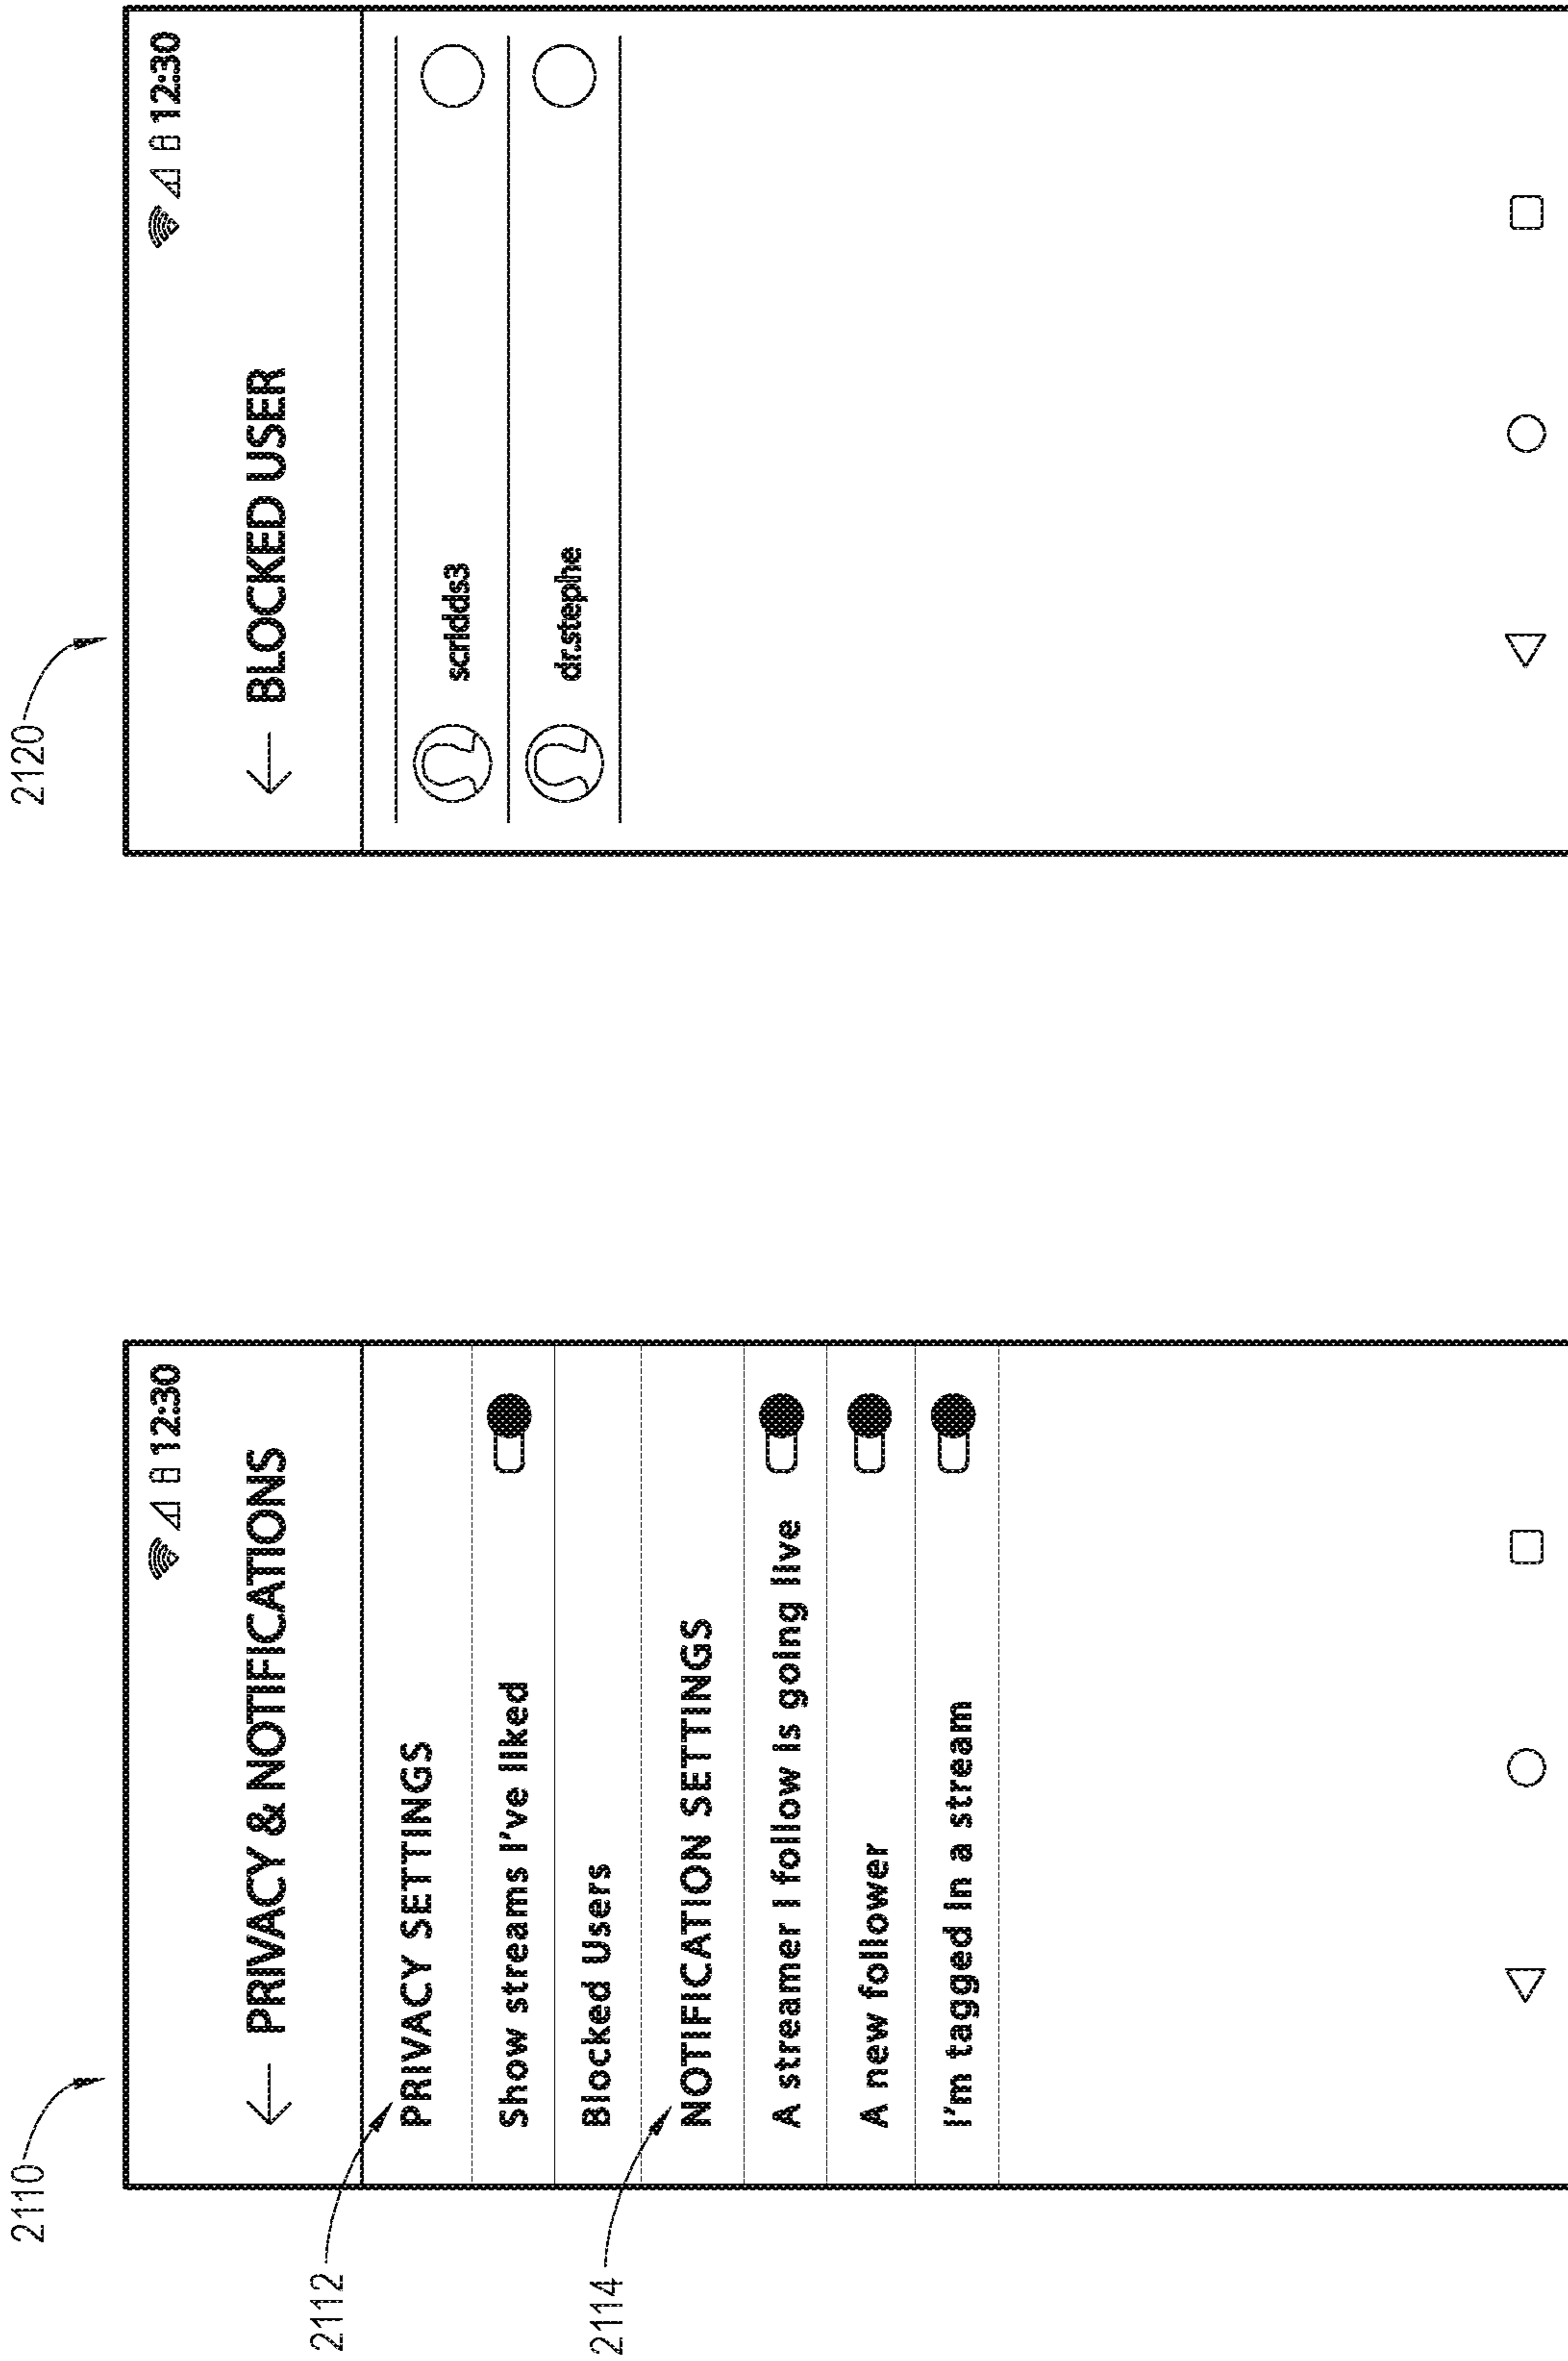 2110
12:30
PRIVACY & NOTIFICATIONS
2112
PRIVACY SETTINGS
Show streams I've liked
Blocked Users
2114
NOTIFICATION SETTINGS
A streamer I follow is going live
A new follower
I'm tagged in a stream
2120
12:30
BLOCKED USER
scridds3
dr.stephe